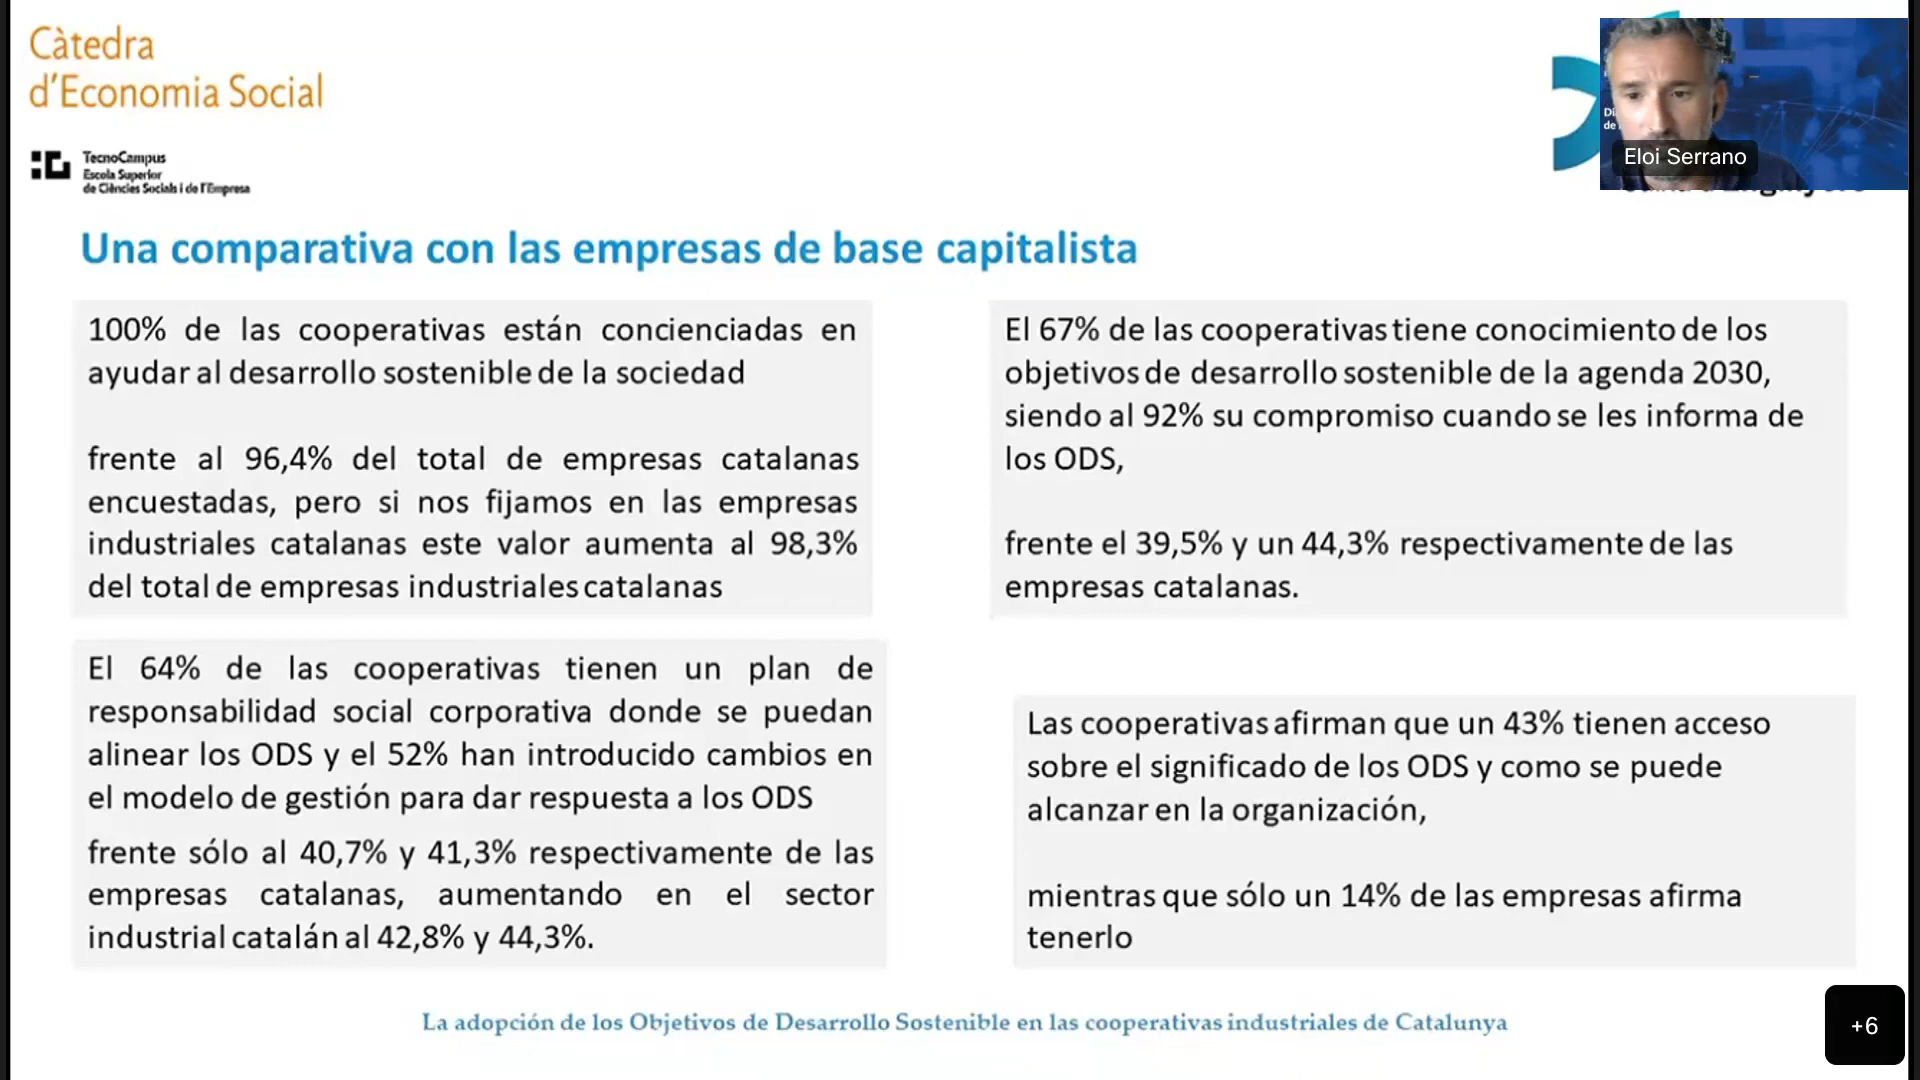 Càtedra
d'Economia Social
TecnoCampus
Escola Superior
de Ciències Socials i de l'Empresa
Eloi Serrano
Una comparativa con las empresas de base capitalista
100% de las cooperativas están concienciadas en
ayudar al desarrollo sostenible de la sociedad
frente al 96,4% del total de empresas catalanas
encuestadas, pero si nos fijamos en las empresas
industriales catalanas este valor aumenta al 98,3%
del total de empresas industriales catalanas
El 67% de las cooperativas tiene conocimiento de los
objetivos de desarrollo sostenible de la agenda 2030,
siendo al 92% su compromiso cuando se les informa de
los ODS,
frente el 39,5% y un 44,3% respectivamente de las
empresas catalanas.
El 64% de las cooperativas tienen un plan de
responsabilidad social corporativa donde se puedan
alinear los ODS y el 52% han introducido cambios en
el modelo de gestión para dar respuesta a los ODS
frente sólo al 40,7% y 41,3% respectivamente de las
empresas catalanas, aumentando en el sector
industrial catalán al 42,8% y 44,3%.
Las cooperativas afirman que un 43% tienen acceso
sobre el significado de los ODS y como se puede
alcanzar en la organización,
mientras que sólo un 14% de las empresas afirma
tenerlo
La adopción de los Objetivos de Desarrollo Sostenible en las cooperativas industriales de Catalunya
+6